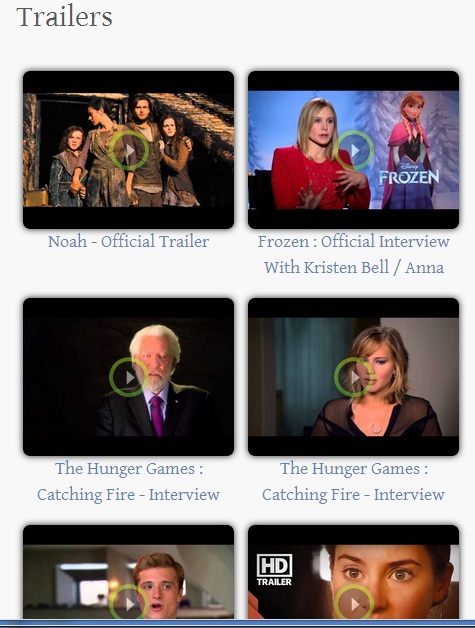 Trailers
Disney
FROZEN
Noah - Official Trailer
Frozen : Official Interview
With Kristen Bell / Anna
The Hunger Games :
Catching Fire - Interview
The Hunger Games :
Catching Fire - Interview
HD
TRAILER